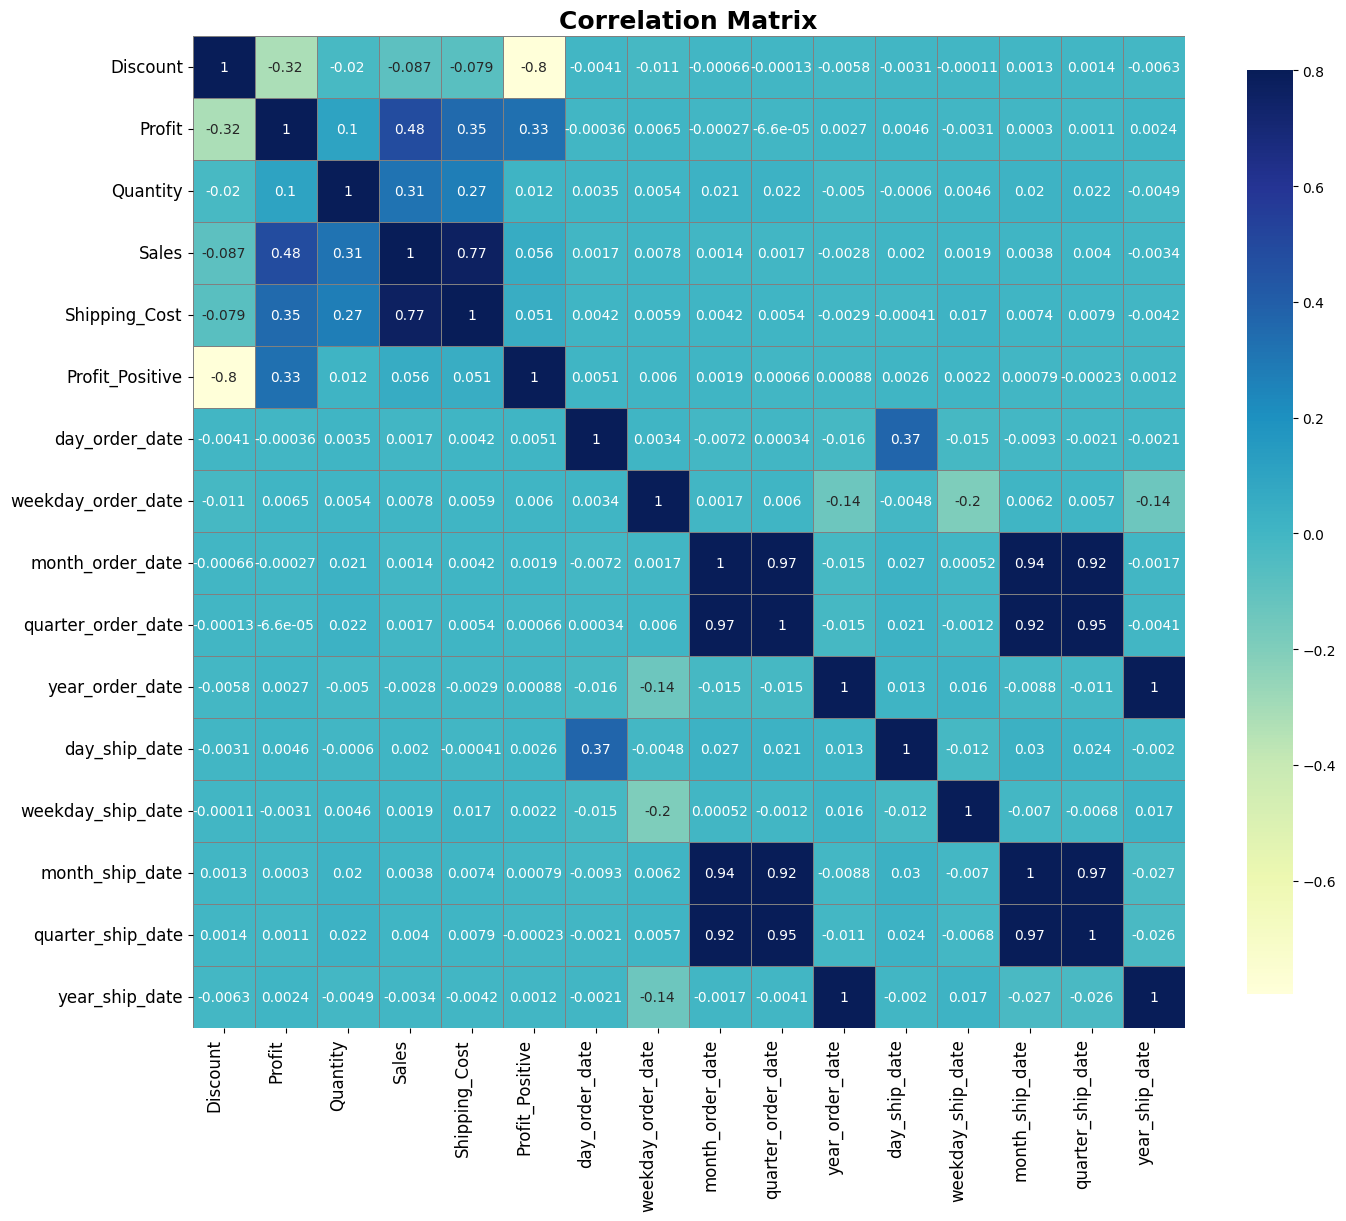 Correlation Matrix
Discount 1 -0.32 -0.02 -0.087 -0.079 -0.8 -0.0041 -0.011 -0.00066 -0.00013 -0.0058 -0.0031 -0.00011 0.0013 0.0014 -0.0063
Profit -0.32 1 0.1 0.48 0.35 0.33 -0.00036 0.0065 -0.00027 -6.6e-05 0.0027 0.0046 -0.0031 0.0003 0.0011 0.0024
Quantity -0.02 0.1 1 0.31 0.27 0.012 0.0035 0.0054 0.021 0.022 -0.005 -0.0006 0.0046 0.02 0.022 -0.0049
Sales -0.087 0.48 0.31 1 0.77 0.056 0.0017 0.0078 0.0014 0.0017 -0.0028 0.002 0.0019 0.0038 0.004 -0.0034
Shipping_Cost -0.079 0.35 0.27 0.77 1 0.051 0.0042 0.0059 0.0042 0.0054 -0.0029 -0.00041 0.017 0.0074 0.0079 -0.0042
Profit_Positive -0.8 0.33 0.012 0.056 0.051 1 0.0051 0.006 0.0019 0.00066 0.00088 0.0026 0.0022 0.00079 -0.00023 0.0012
day_order_date -0.0041 -0.00036 0.0035 0.0017 0.0042 0.0051 1 0.0034 -0.0072 0.00034 -0.016 0.37 -0.015 -0.0093 -0.0021 -0.0021
weekday_order_date -0.011 0.0065 0.0054 0.0078 0.0059 0.006 0.0034 1 0.0017 0.006 -0.14 -0.0048 -0.2 0.0062 0.0057 -0.14
month_order_date -0.00066 -0.00027 0.021 0.0014 0.0042 0.0019 -0.0072 0.0017 1 0.97 -0.015 0.027 0.00052 0.94 0.92 -0.0017
quarter_order_date -0.00013 -6.6e-05 0.022 0.0017 0.0054 0.00066 0.00034 0.006 0.97 1 -0.015 0.021 -0.0012 0.92 0.95 -0.0041
year_order_date -0.0058 0.0027 -0.005 -0.0028 -0.0029 0.00088 -0.016 -0.14 -0.015 -0.015 1 0.013 0.016 -0.0088 -0.011 1
day_ship_date -0.0031 0.0046 -0.0006 0.002 -0.00041 0.0026 0.37 -0.0048 0.027 0.021 0.013 1 -0.012 0.03 0.024 -0.002
weekday_ship_date -0.00011 -0.0031 0.0046 0.0019 0.017 0.0022 -0.015 -0.2 0.00052 -0.0012 0.016 -0.012 1 -0.007 -0.0068 0.017
month_ship_date 0.0013 0.0003 0.02 0.0038 0.0074 0.00079 -0.0093 0.0062 0.94 0.92 -0.0088 0.03 -0.007 1 0.97 -0.027
quarter_ship_date 0.0014 0.0011 0.022 0.004 0.0079 -0.00023 -0.0021 0.0057 0.92 0.95 -0.011 0.024 -0.0068 0.97 1 -0.026
year_ship_date -0.0063 0.0024 -0.0049 -0.0034 -0.0042 0.0012 -0.0021 -0.14 -0.0017 -0.0041 1 -0.002 0.017 -0.027 -0.026 1
Discount
Profit
Quantity
Sales
Shipping_Cost
Profit_Positive
day_order_date
weekday_order_date
month_order_date
quarter_order_date
year_order_date
day_ship_date
weekday_ship_date
month_ship_date
quarter_ship_date
year_ship_date
0.8
0.6
0.4
0.2
0.0
−0.2
−0.4
−0.6